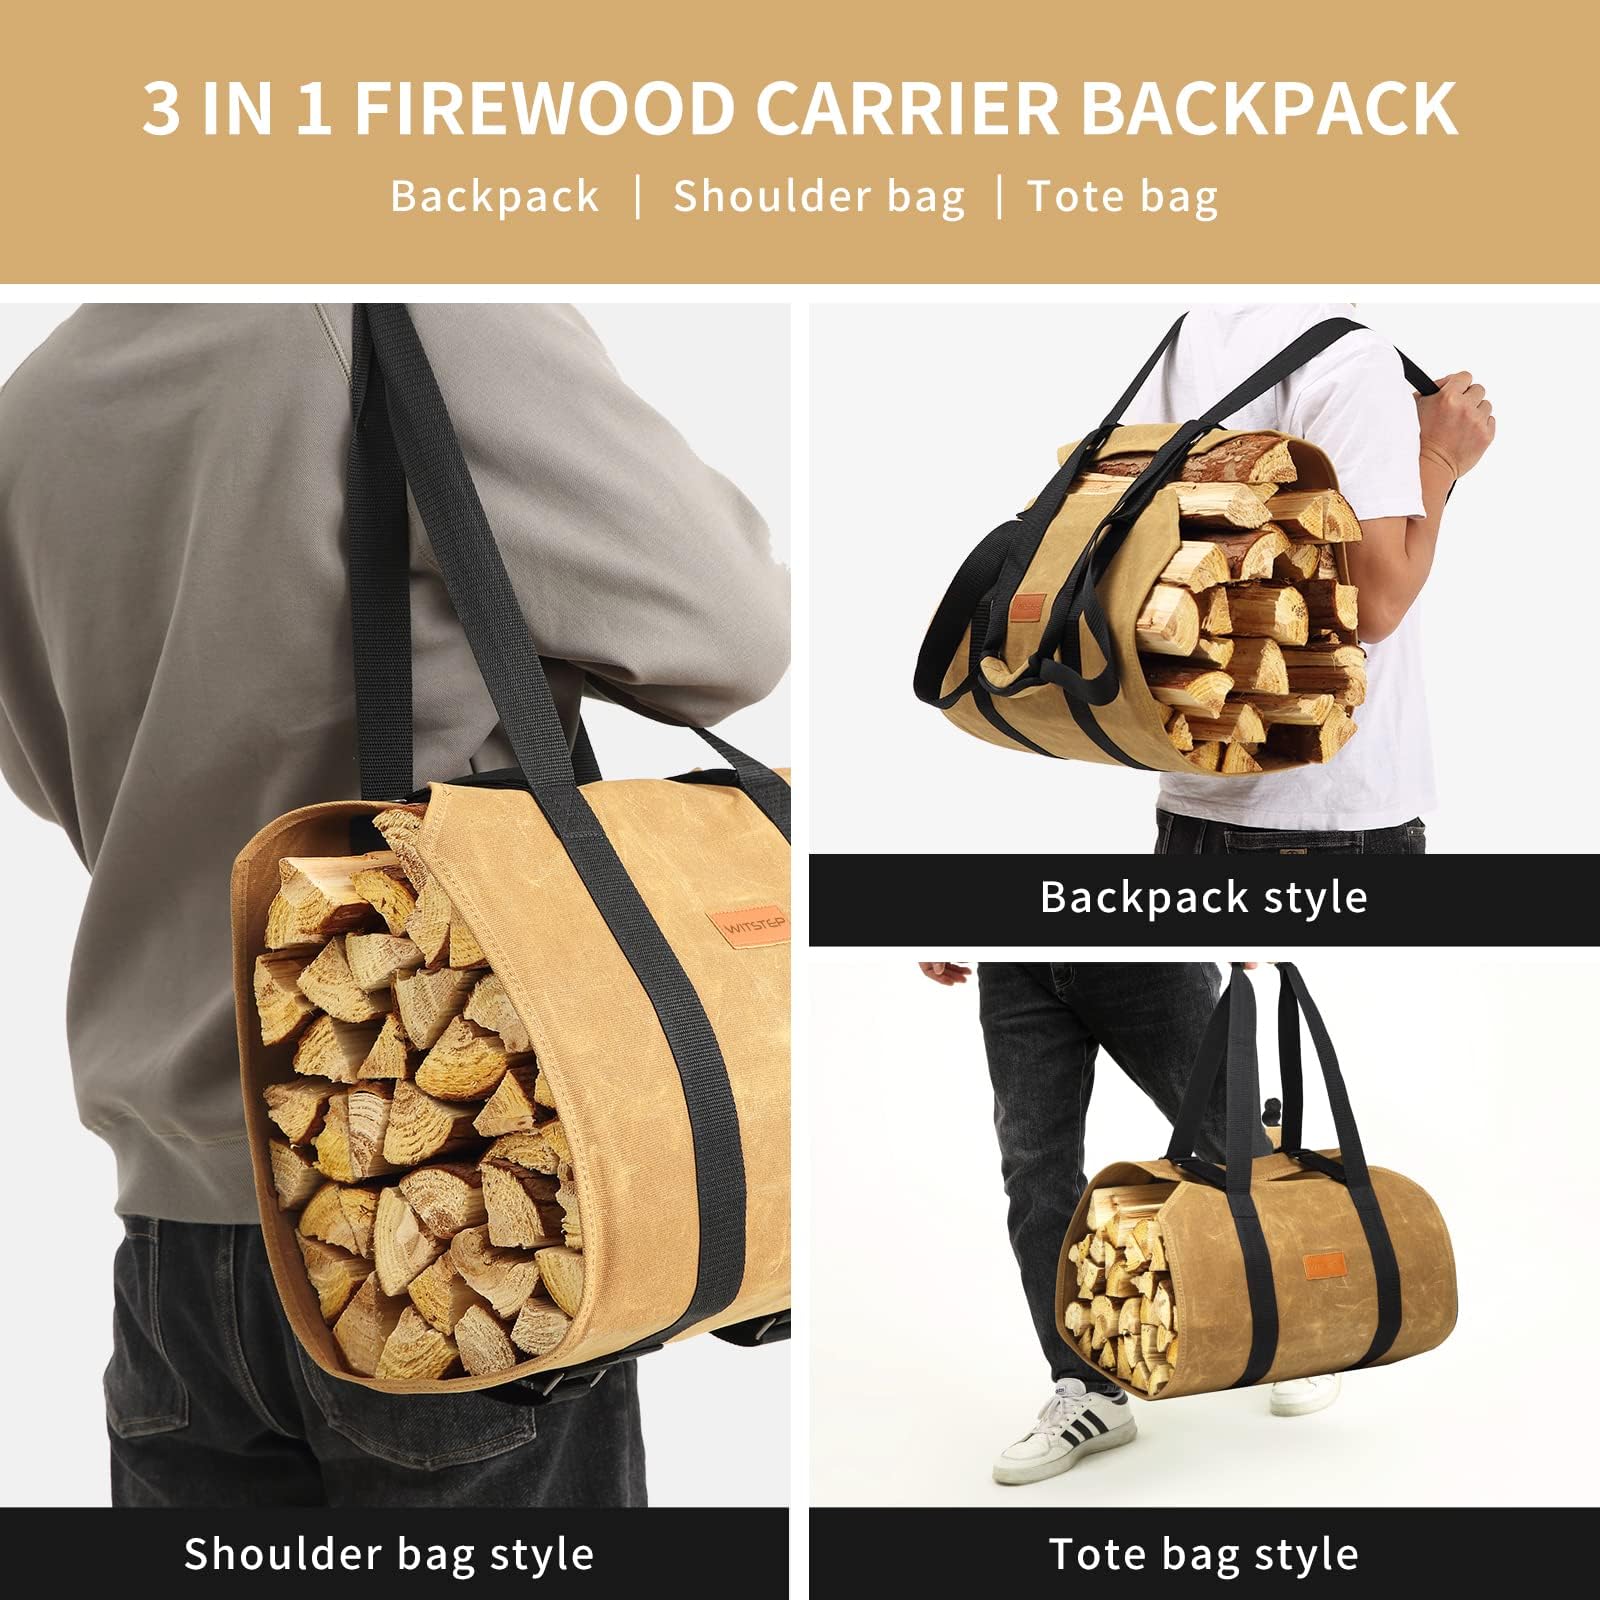 3 IN 1 FIREWOOD CARRIER BACKPACK
Backpack | Shoulder bag | Tote bag
WITSTEP
Shoulder bag style
Backpack style
Tote bag style